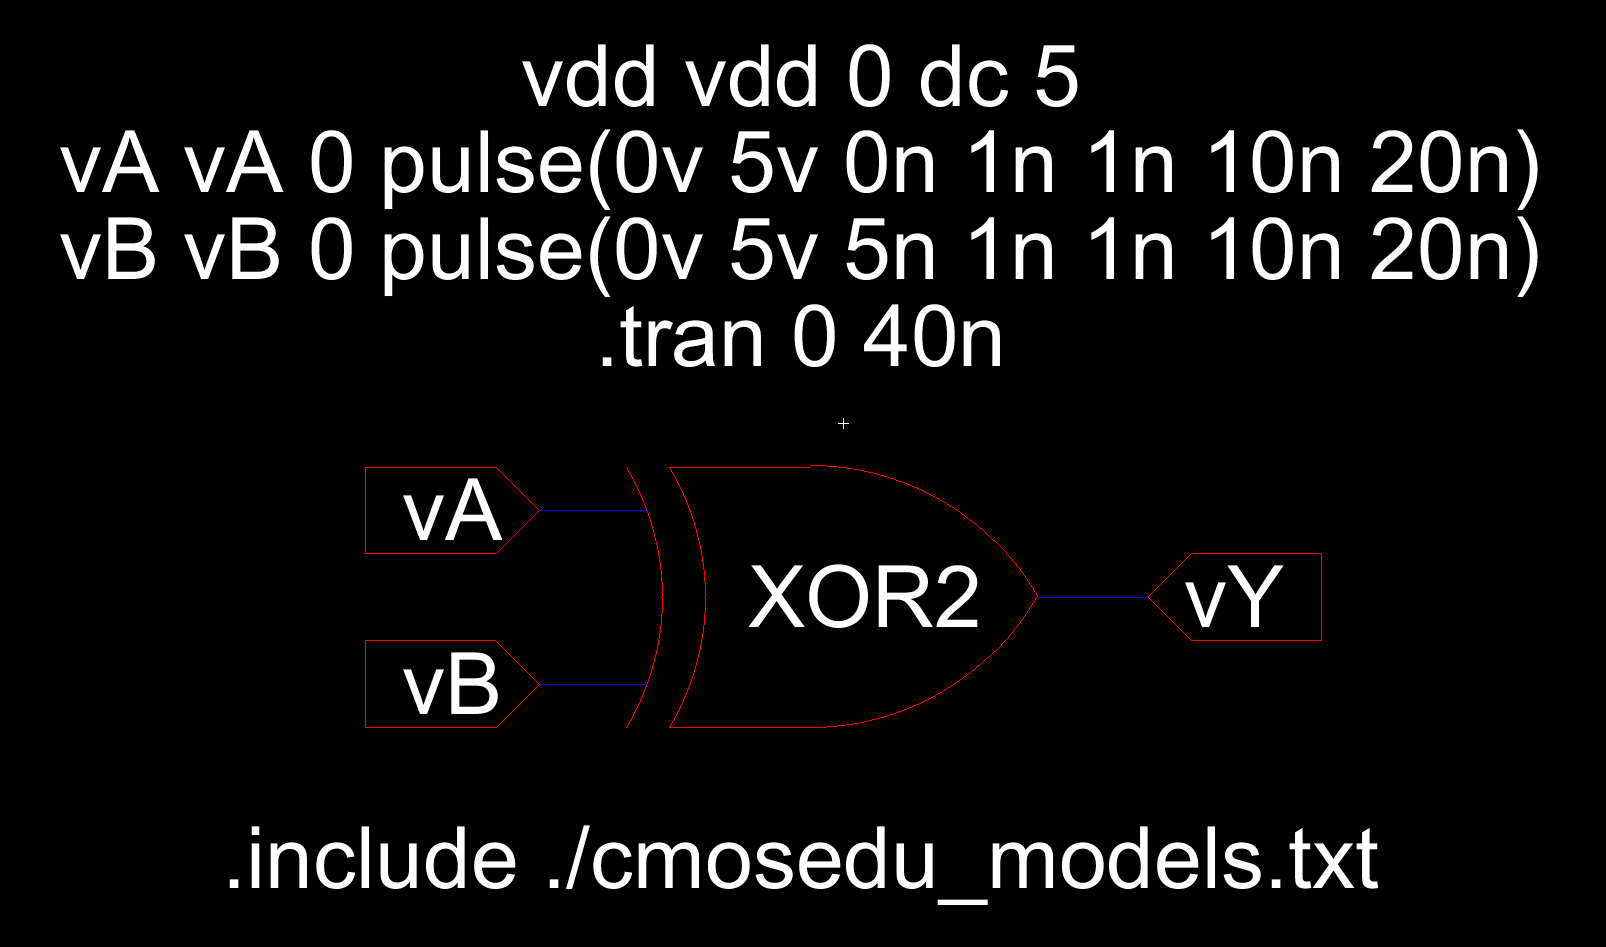 vdd vdd 0 dc 5
vA vA 0 pulse(0v 5v 0n 1n 1n 10n 20n)
vB vB 0 pulse(0v 5v 5n 1n 1n 10n 20n)
.tran 0 40n
vA
XOR2
vY
vB
.include ./cmosedu_models.txt